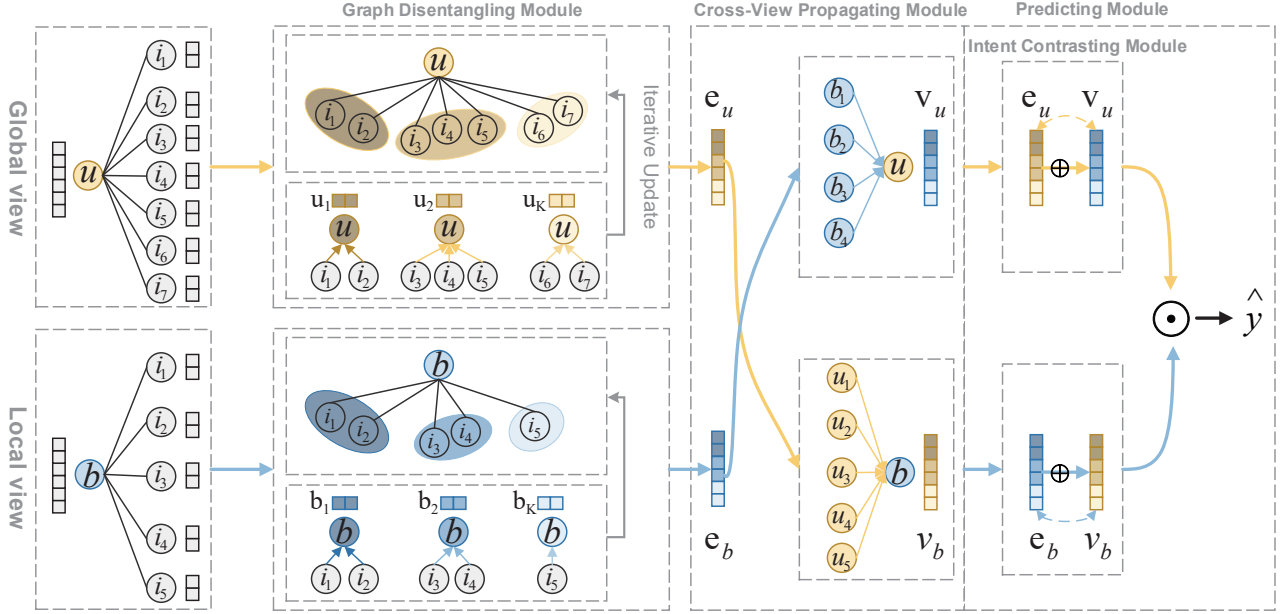 Graph Disentangling Module
Cross-View Propagating Module
Predicting Module
Intent Contrasting Module
Global view
u
i1
i2
i3
i4
i5
i6
i7
u
i1
i2
i3
i4
i5
i6
i7
Iterative Update
u1
u2
uK
u
u
u
i1
i2
i3
i4
i5
i6
i7
eu
b1
b2
b3
b4
u
vu
eu
vu
ŷ
Local view
b
i1
i2
i3
i4
i5
b
i1
i2
i3
i4
i5
b1
b2
bK
b
b
b
i1
i2
i3
i4
i5
eb
u1
u2
u3
u4
u5
b
vb
eb
vb